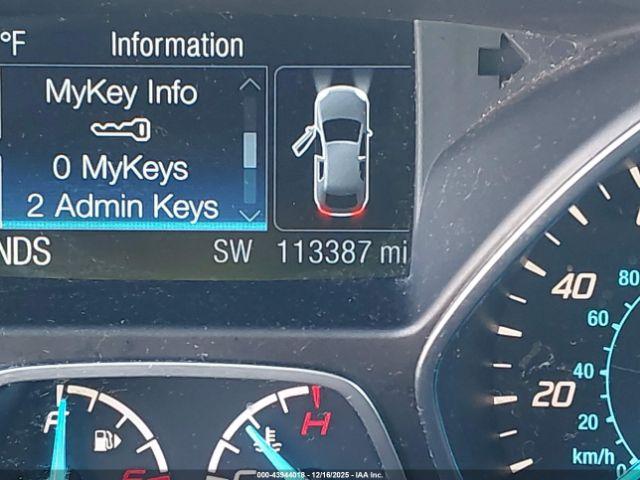 °F
Information
MyKey Info
0 MyKeys
2 Admin Keys
NDS
SW
113387 mi
80
40
60
40
20
20
km/h
0
F
H
C
000-43944018 - 12/16/2025 - IAA Inc.